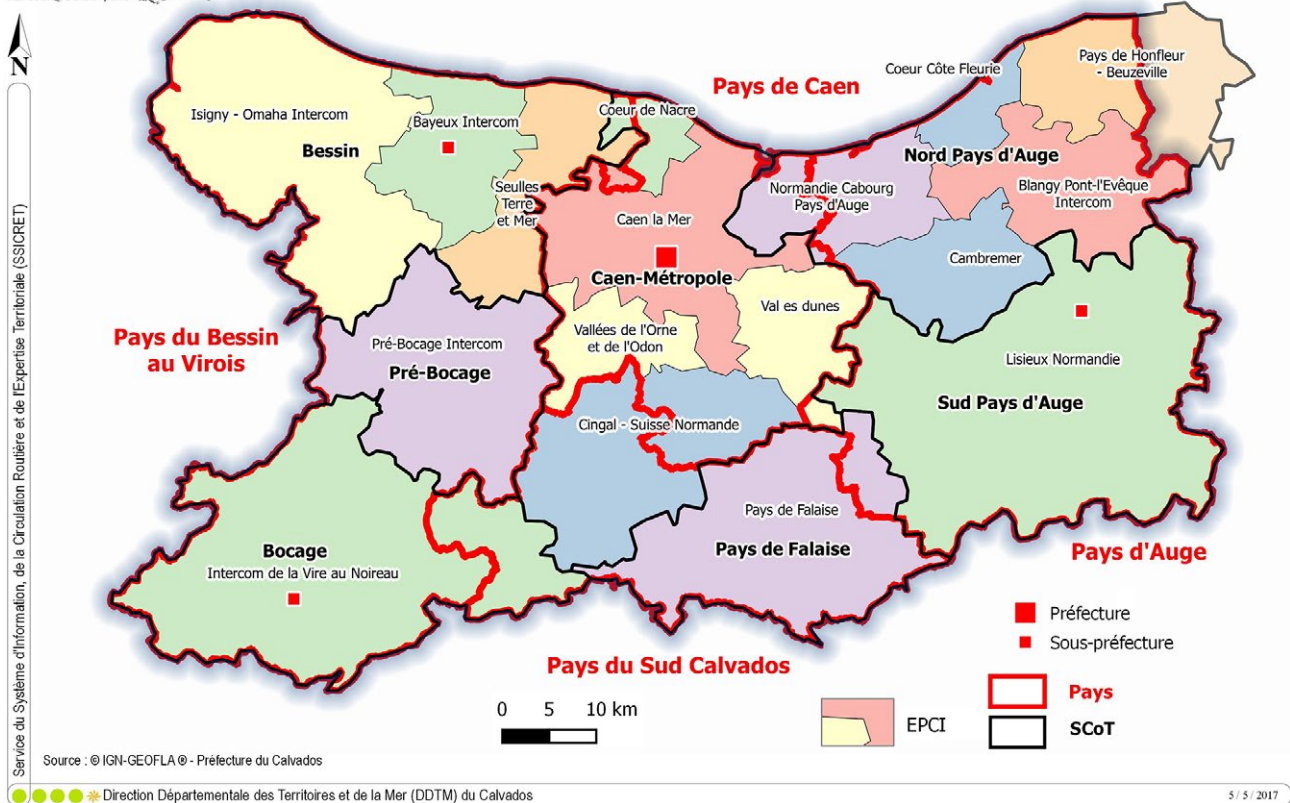 N
Pays de Honfleur
- Beuzeville
Coeur Côte Fleurie
Pays de Caen
Isigny - Omaha Intercom
Bayeux Intercom
Coeur de Nacre
Bessin
Nord Pays d'Auge
Seulles
Terre
et Mer
Normandie Cabourg
Pays d'Auge
Blangy Pont-l'Evêque
Intercom
Caen la Mer
Cambremer
Caen-Métropole
Val es dunes
Pays du Bessin
au Virois
Vallées de l'Orne
et de l'Odon
Pré-Bocage Intercom
Pré-Bocage
Lisieux Normandie
Sud Pays d'Auge
Cingal - Suisse Normande
Pays de Falaise
Pays de Falaise
Bocage
Intercom de la Vire au Noireau
Pays d'Auge
Pays du Sud Calvados
Préfecture
Sous-préfecture
Pays
SCoT
EPCI
0 5 10 km
Service du Système d'Information, de la Circulation Routière et de l'Expertise Territoriale (SSICRET)
Source : © IGN-GEOFLA ® - Préfecture du Calvados
Direction Départementale des Territoires et de la Mer (DDTM) du Calvados
5 / 5 / 2017